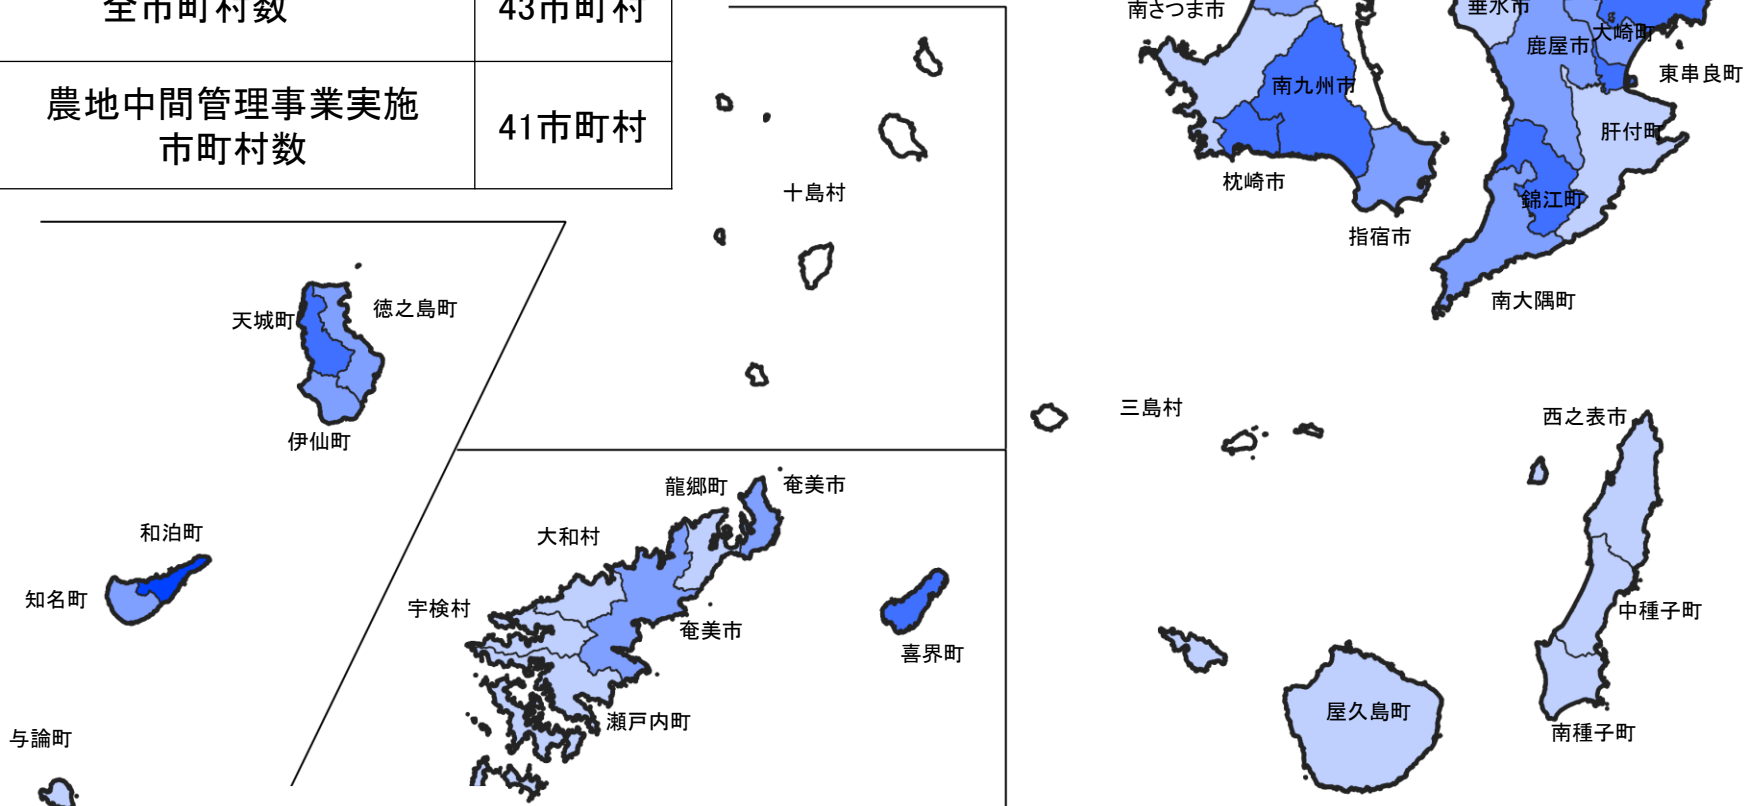 全市町村数
43市町村
農地中間管理事業実施
市町村数
41市町村
南さつま市
垂水市
鹿屋市
大崎町
東串良町
南九州市
肝付町
枕崎市
錦江町
指宿市
南大隅町
十島村
天城町
徳之島町
伊仙町
三島村
西之表市
龍郷町
奄美市
和泊町
大和村
知名町
宇検村
奄美市
喜界町
中種子町
瀬戸内町
屋久島町
南種子町
与論町